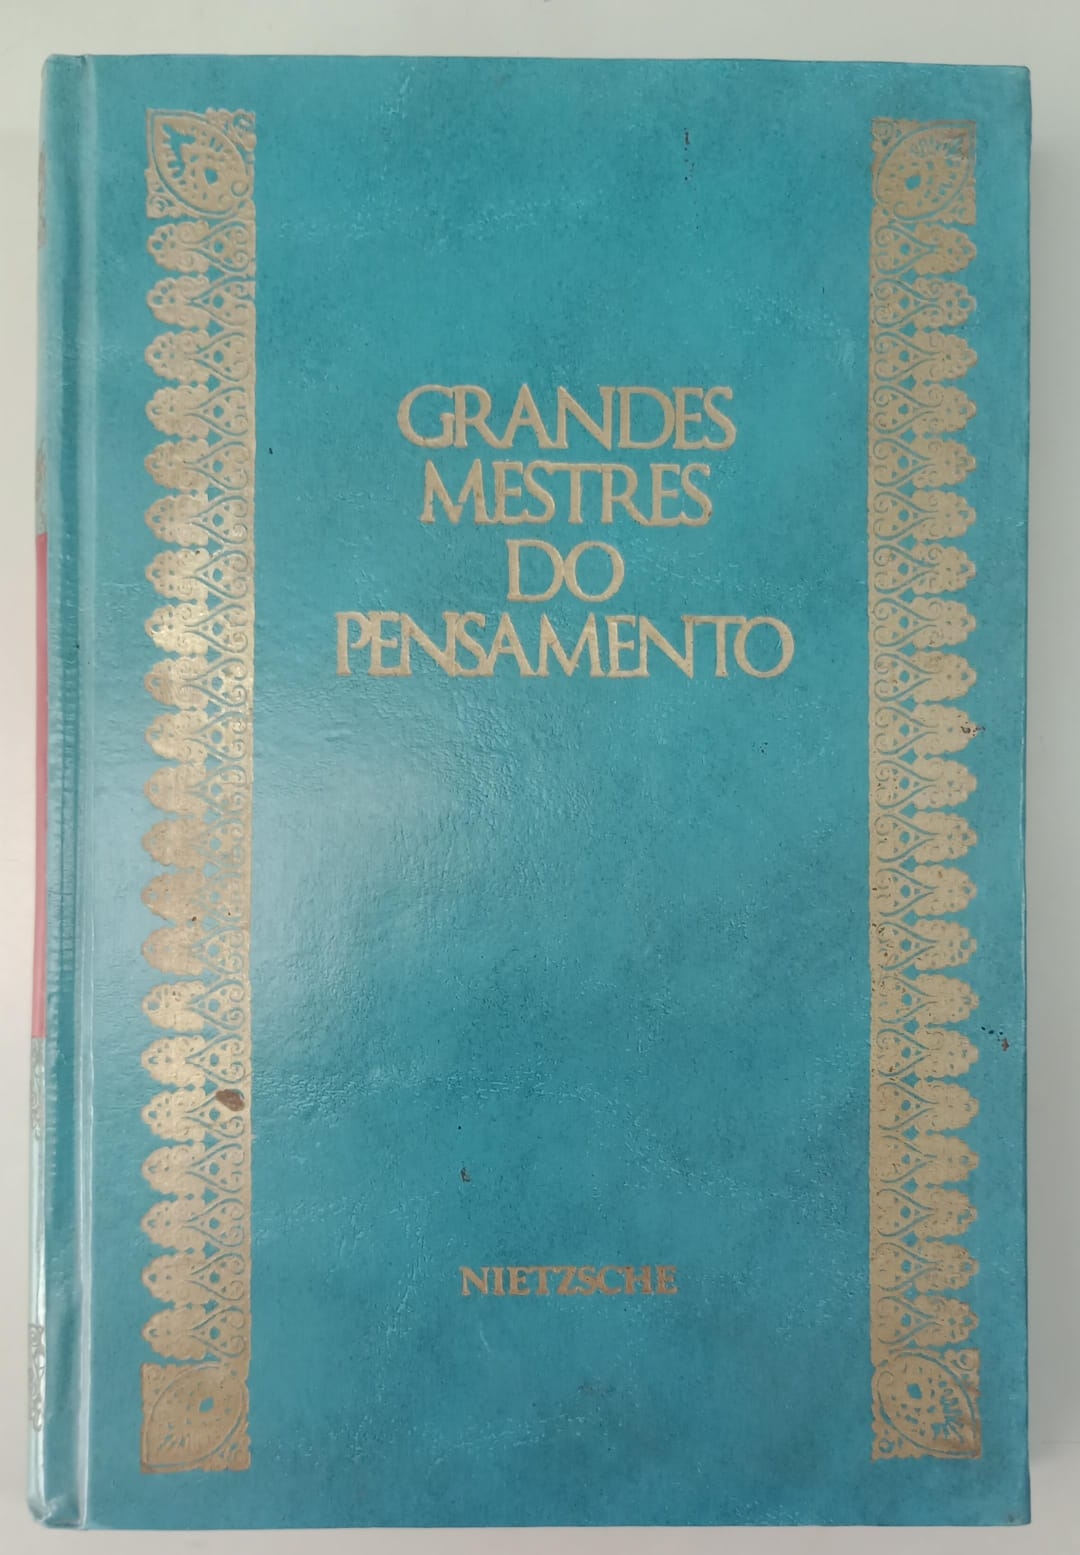 GRANDES
MESTRES
DO
PENSAMENTO
NIETZSCHE